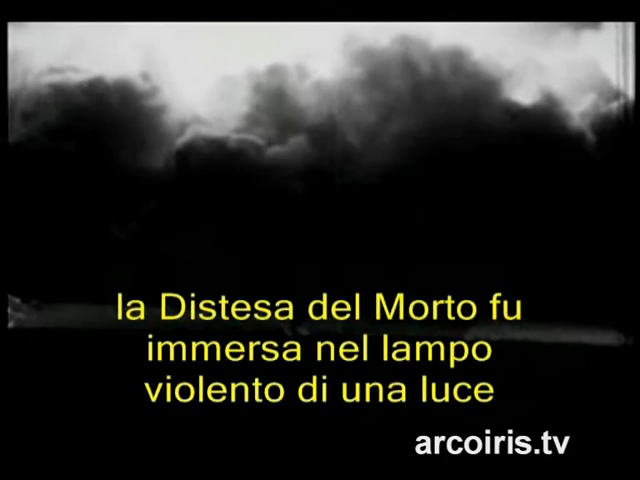 la Distesa del Morto fu
immersa nel lampo
violento di una luce
arcoiris.tv